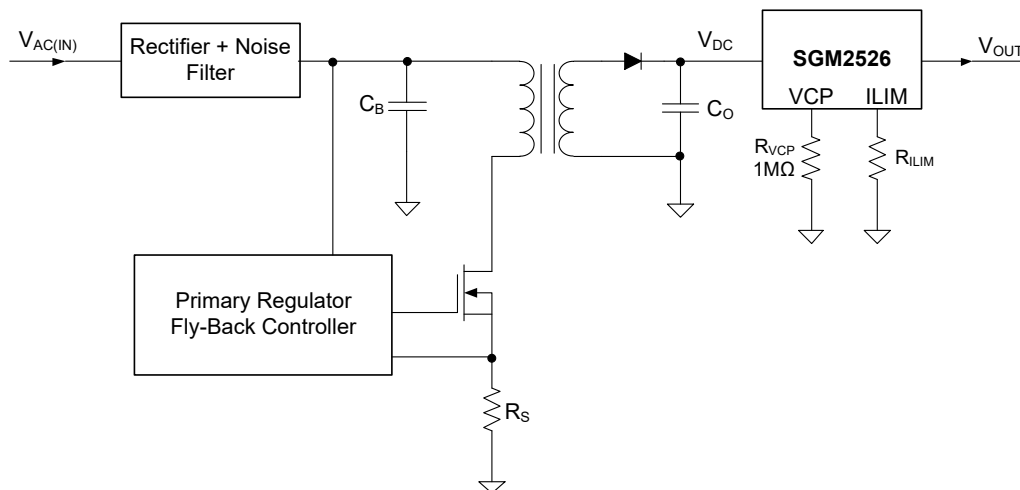 V_AC(IN)
Rectifier + Noise
Filter
C_B
V_DC
C_O
SGM2526
VCP ILIM
V_OUT
R_VCP
1MΩ
R_ILIM
Primary Regulator
Fly-Back Controller
R_S